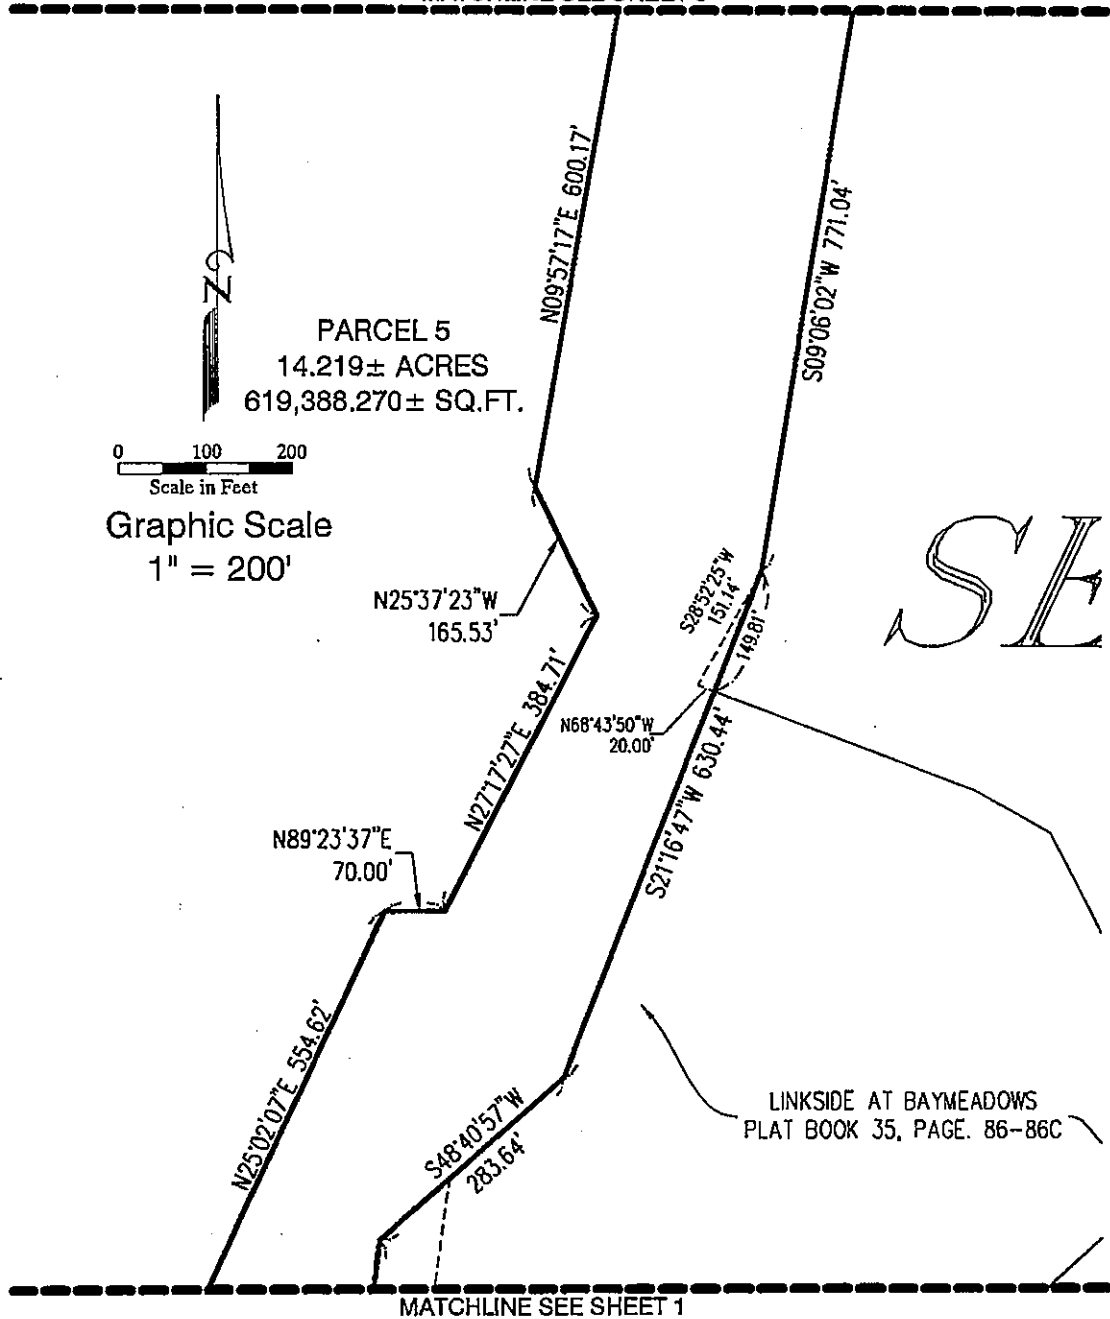 N09°57'17"E 600.17'
S09°06'02"W 771.04'
N
PARCEL 5
14.219± ACRES
619,388.270± SQ.FT.
0 100 200
Scale in Feet
Graphic Scale
1" = 200'
SE
N25°37'23"W
165.53'
S28°52'25"W
151.14'
149.81'
N27°17'27"E 384.71'
N68°43'50"W
20.00'
S21°16'47"W 630.44'
N89°23'37"E
70.00'
N25°02'07"E 554.62'
S48°40'57"W
283.64'
LINKSIDE AT BAYMEADOWS
PLAT BOOK 35, PAGE. 86-86C
MATCHLINE SEE SHEET 1